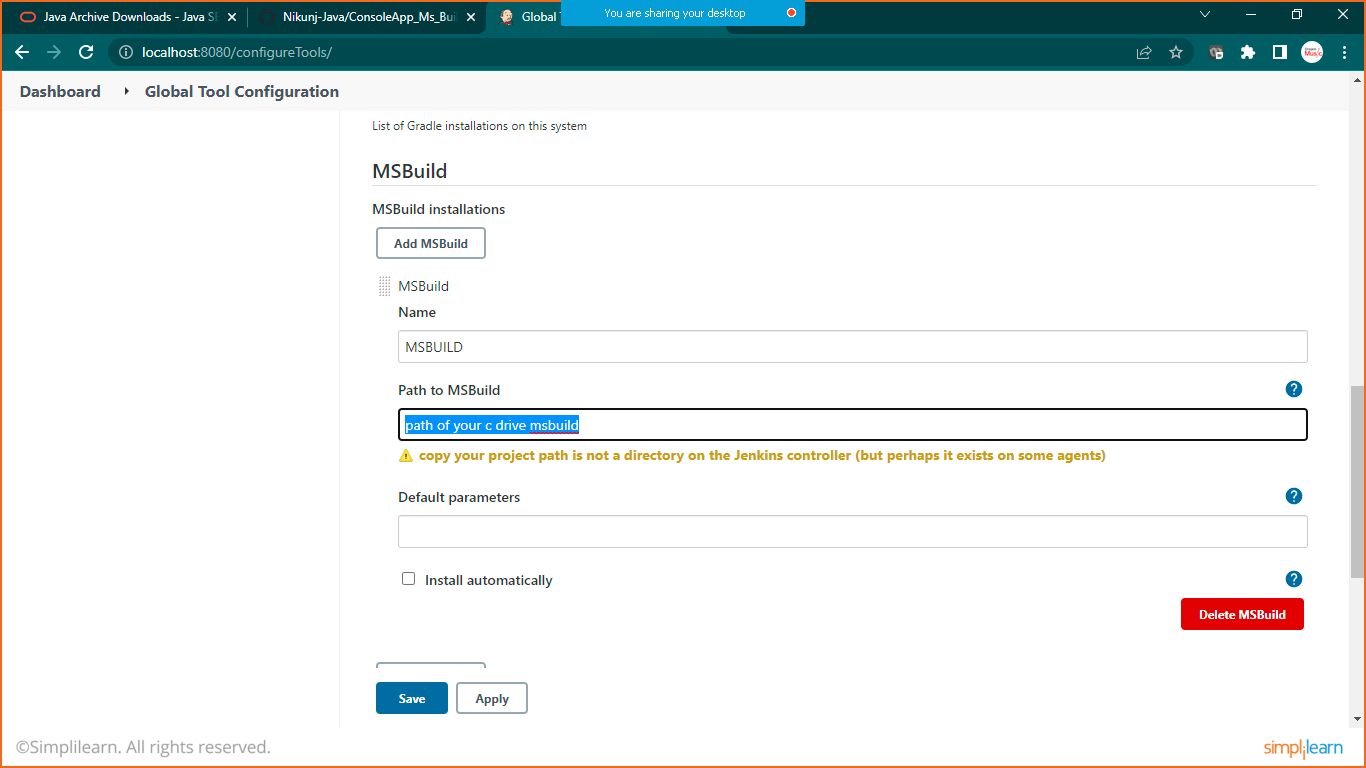 Java Archive Downloads - Java SE
Nikunj-Java/ConsoleApp_Ms_Bui
Global
You are sharing your desktop
localhost:8080/configureTools/
Dashboard
Global Tool Configuration
List of Gradle installations on this system
MSBuild
MSBuild installations
Add MSBuild
MSBuild
Name
MSBUILD
Path to MSBuild
?
path of your c drive msbuild
copy your project path is not a directory on the Jenkins controller (but perhaps it exists on some agents)
Default parameters
?
Install automatically
?
Delete MSBuild
Save
Apply
©Simplilearn. All rights reserved.
simplilearn